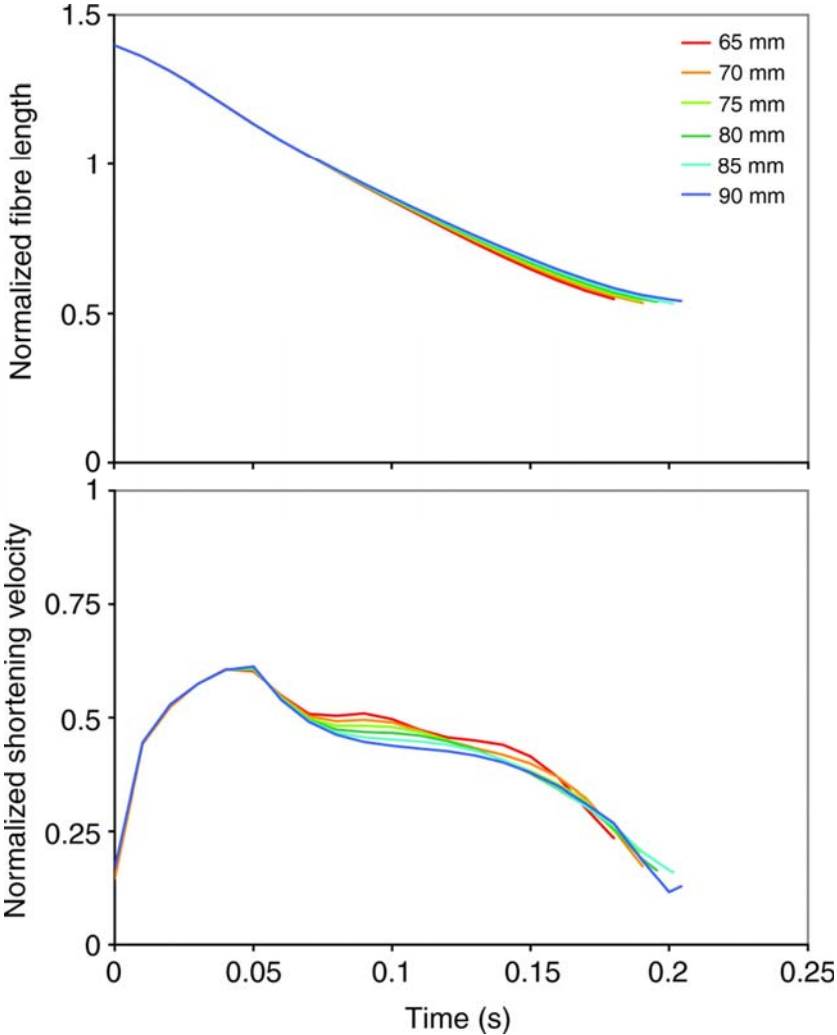 1.5
1
0.5
0
Normalized fibre length
65 mm
70 mm
75 mm
80 mm
85 mm
90 mm
1
0.75
0.5
0.25
0
Normalized shortening velocity
0
0.05
0.1
0.15
0.2
0.25
Time (s)